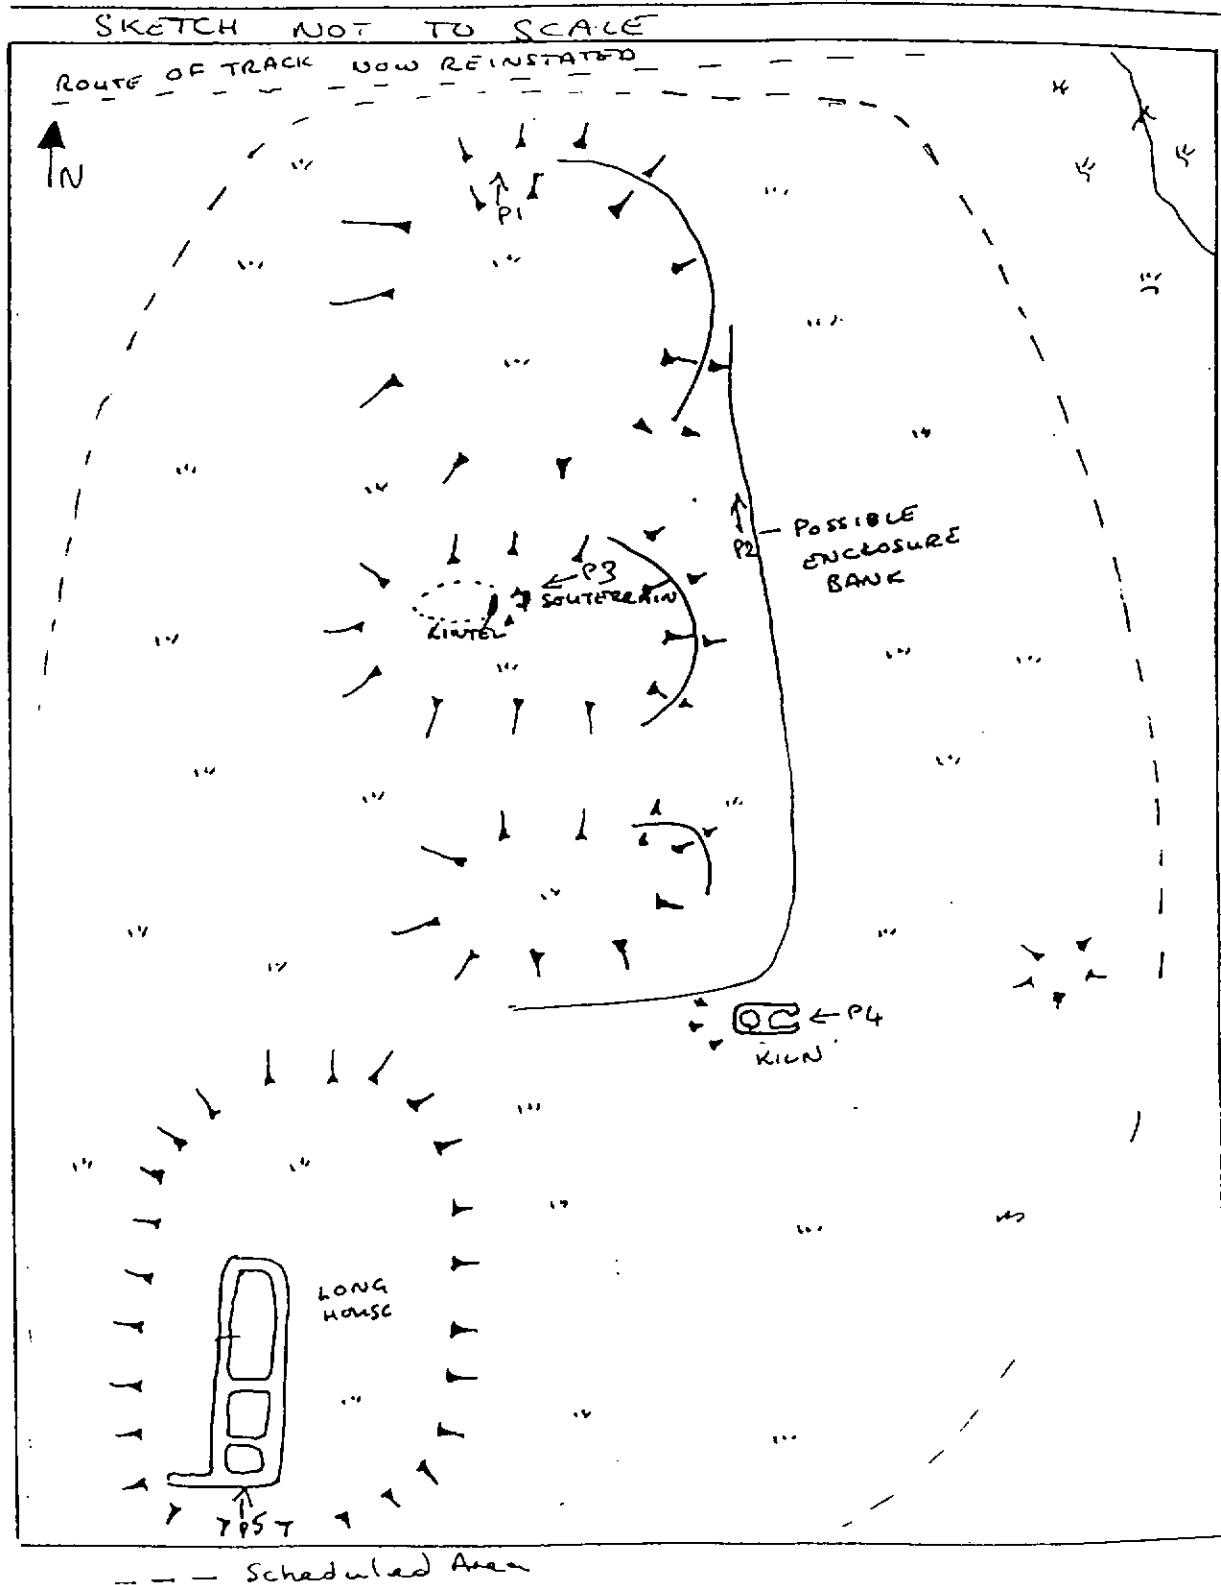 SKETCH NOT TO SCALE
ROUTE OF TRACK NOW REINSTATED
N
P1
P2
POSSIBLE
ENCLOSURE
BANK
P3
SOUTERRAIN
LINTEL
P4
KILN
LONG
HOUSE
P5
--- Scheduled Area